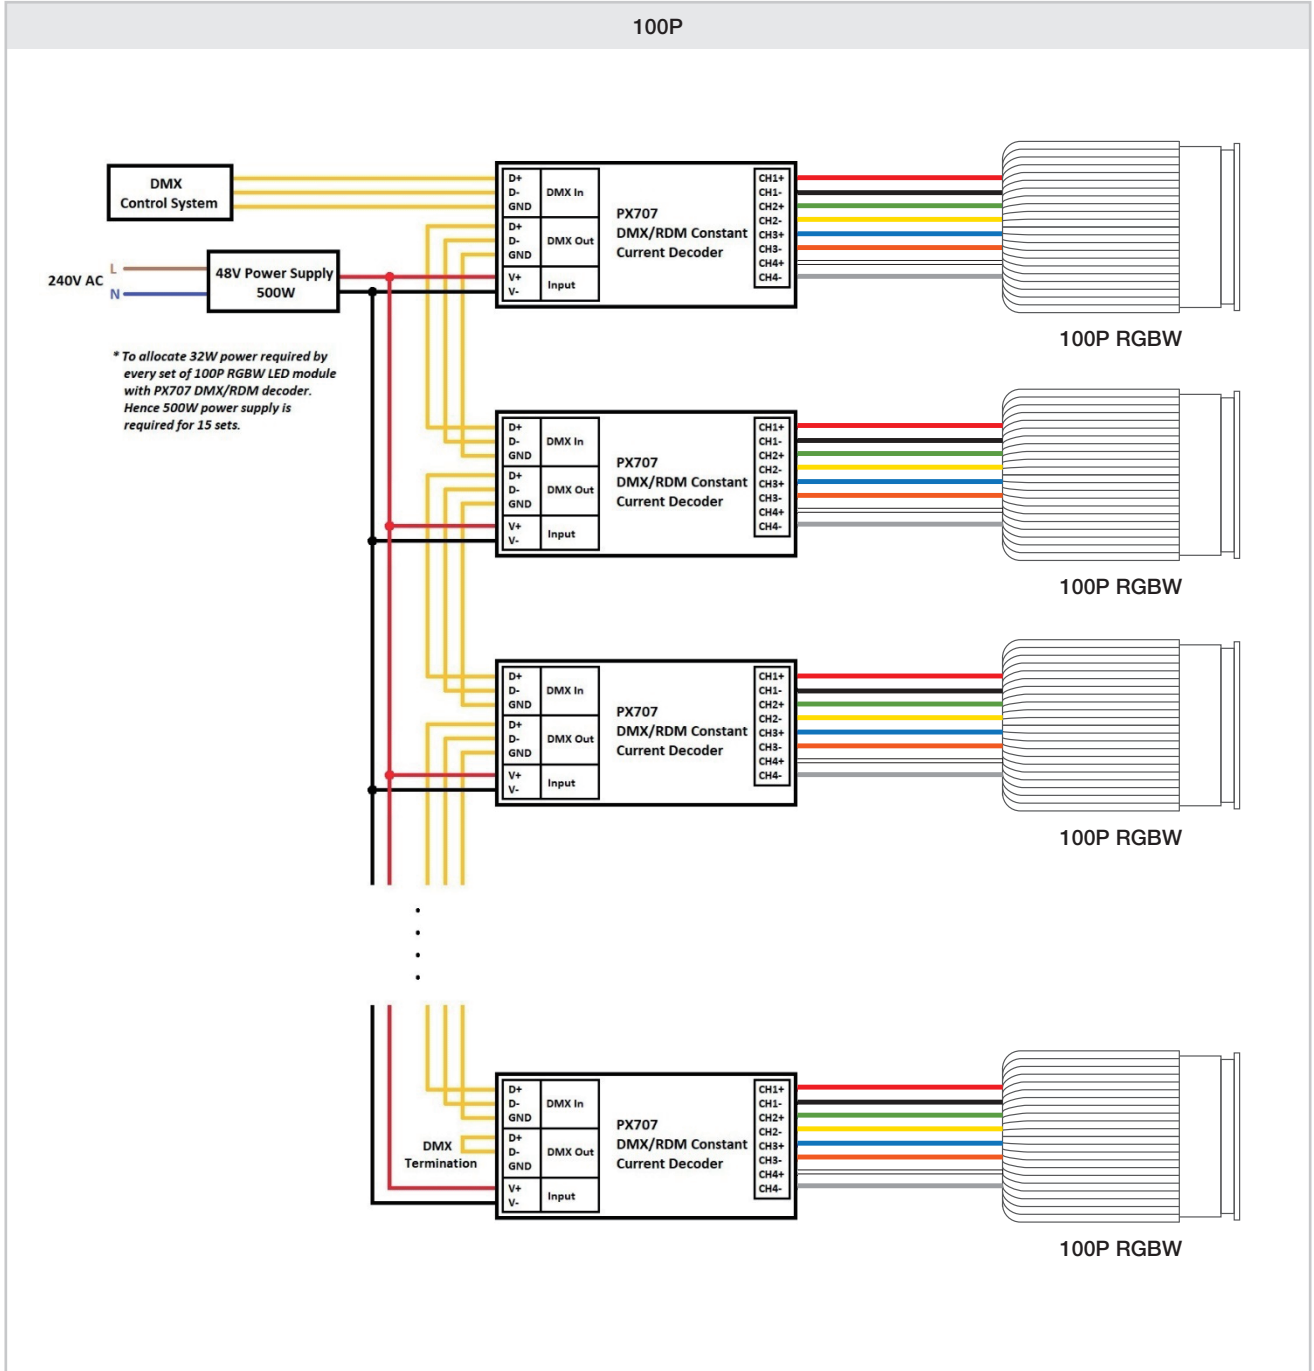 100P
DMX
Control System
240V AC
L
N
48V Power Supply
500W
* To allocate 32W power required by
every set of 100P RGBW LED module
with PX707 DMX/RDM decoder.
Hence 500W power supply is
required for 15 sets.
D+
D-
GND
DMX In
D+
D-
GND
DMX Out
V+
V-
Input
PX707
DMX/RDM Constant
Current Decoder
CH1+
CH1-
CH2+
CH2-
CH3+
CH3-
CH4+
CH4-
100P RGBW
D+
D-
GND
DMX In
D+
D-
GND
DMX Out
V+
V-
Input
PX707
DMX/RDM Constant
Current Decoder
CH1+
CH1-
CH2+
CH2-
CH3+
CH3-
CH4+
CH4-
100P RGBW
D+
D-
GND
DMX In
D+
D-
GND
DMX Out
V+
V-
Input
PX707
DMX/RDM Constant
Current Decoder
CH1+
CH1-
CH2+
CH2-
CH3+
CH3-
CH4+
CH4-
100P RGBW
DMX
Termination
D+
D-
GND
DMX In
D+
D-
GND
DMX Out
V+
V-
Input
PX707
DMX/RDM Constant
Current Decoder
CH1+
CH1-
CH2+
CH2-
CH3+
CH3-
CH4+
CH4-
100P RGBW